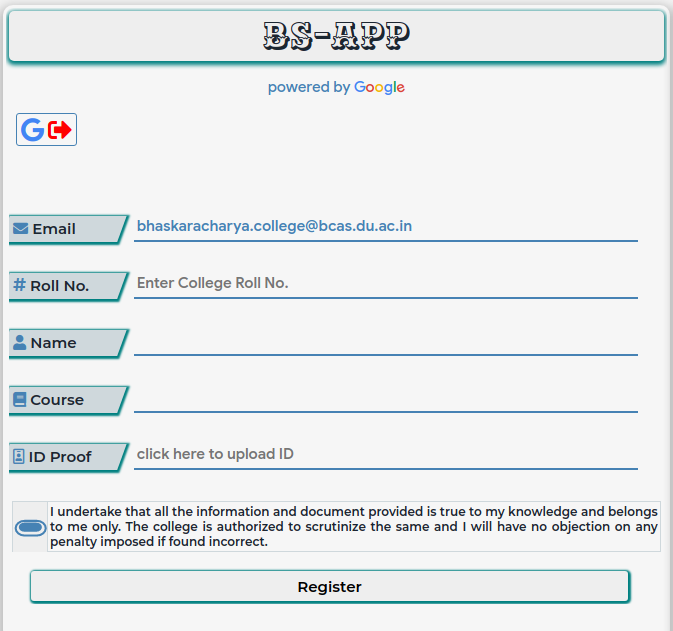 BS-APP
powered by Google
G
Email
bhaskaracharya.college@bcas.du.ac.in
# Roll No.
Enter College Roll No.
Name
Course
ID Proof
click here to upload ID
I undertake that all the information and document provided is true to my knowledge and belongs
to me only. The college is authorized to scrutinize the same and I will have no objection on any
penalty imposed if found incorrect.
Register